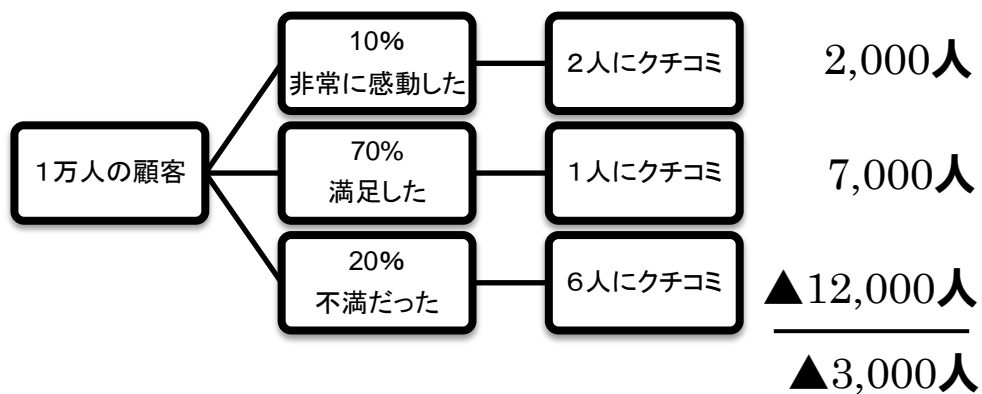 1万人の顧客
10%
非常に感動した
2人にクチコミ
2,000人
70%
満足した
1人にクチコミ
7,000人
20%
不満だった
6人にクチコミ
▲12,000人
▲3,000人